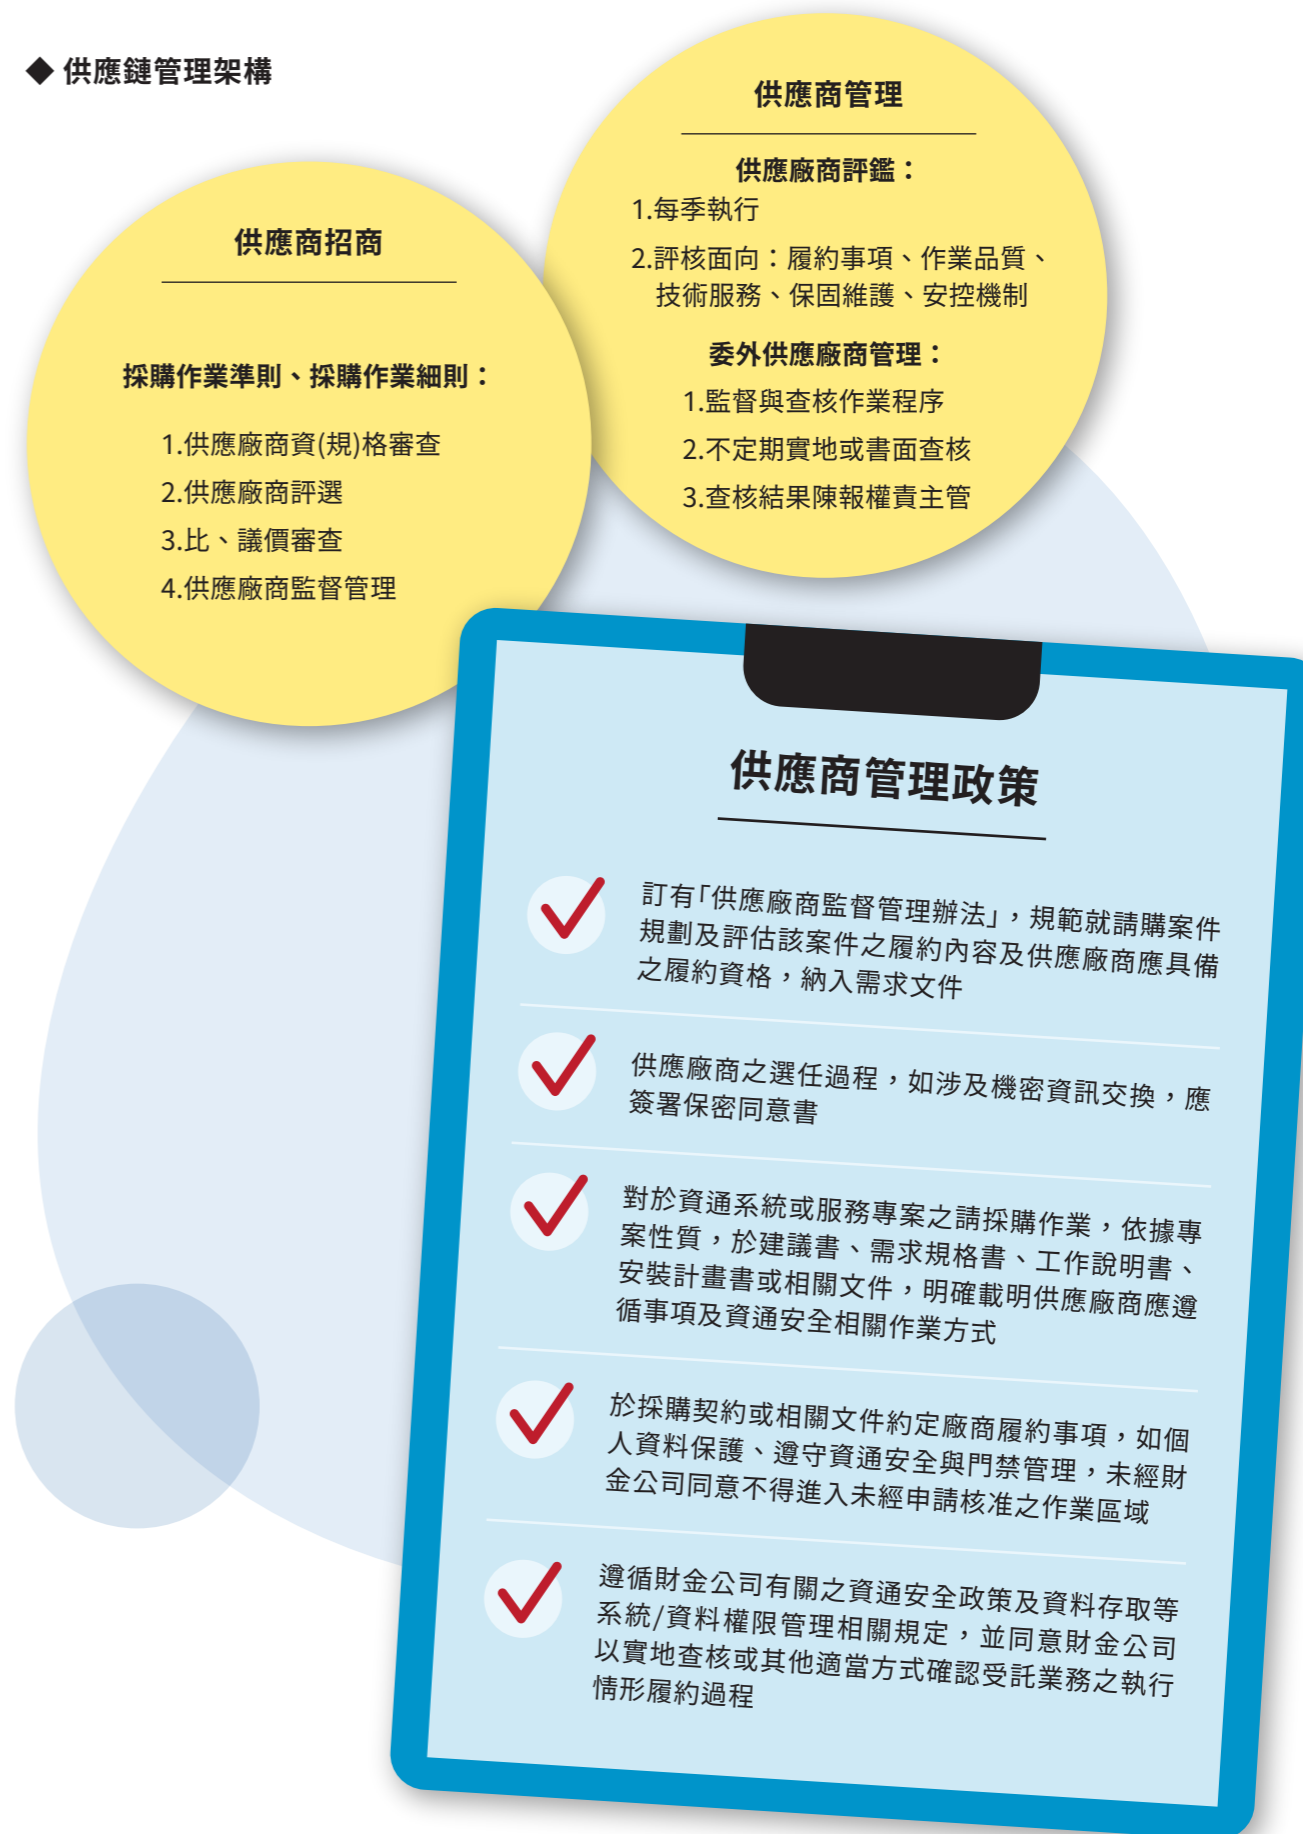 ◆ 供應鏈管理架構
供應商招商
採購作業準則、採購作業細則：
1.供應廠商資(規)格審查
2.供應廠商評選
3.比、議價審查
4.供應廠商監督管理
供應商管理
供應廠商評鑑：
1.每季執行
2.評核面向：履約事項、作業品質、
技術服務、保固維護、安控機制
委外供應廠商管理：
1.監督與查核作業程序
2.不定期實地或書面查核
3.查核結果陳報權責主管
供應商管理政策
訂有「供應廠商監督管理辦法」，規範就請購案件
規劃及評估該案件之履約內容及供應廠商應具備
之履約資格，納入需求文件
供應廠商之選任過程，如涉及機密資訊交換，應
簽署保密同意書
對於資通系統或服務專案之請採購作業，依據專
案性質，於建議書、需求規格書、工作說明書、
安裝計畫書或相關文件，明確載明供應廠商應遵
循事項及資通安全相關作業方式
於採購契約或相關文件約定廠商履約事項，如個
人資料保護、遵守資通安全與門禁管理，未經財
金公司同意不得進入未經申請核准之作業區域
遵循財金公司有關之資通安全政策及資料存取等
系統/資料權限管理相關規定，並同意財金公司
以實地查核或其他適當方式確認受託業務之執行
情形履約過程